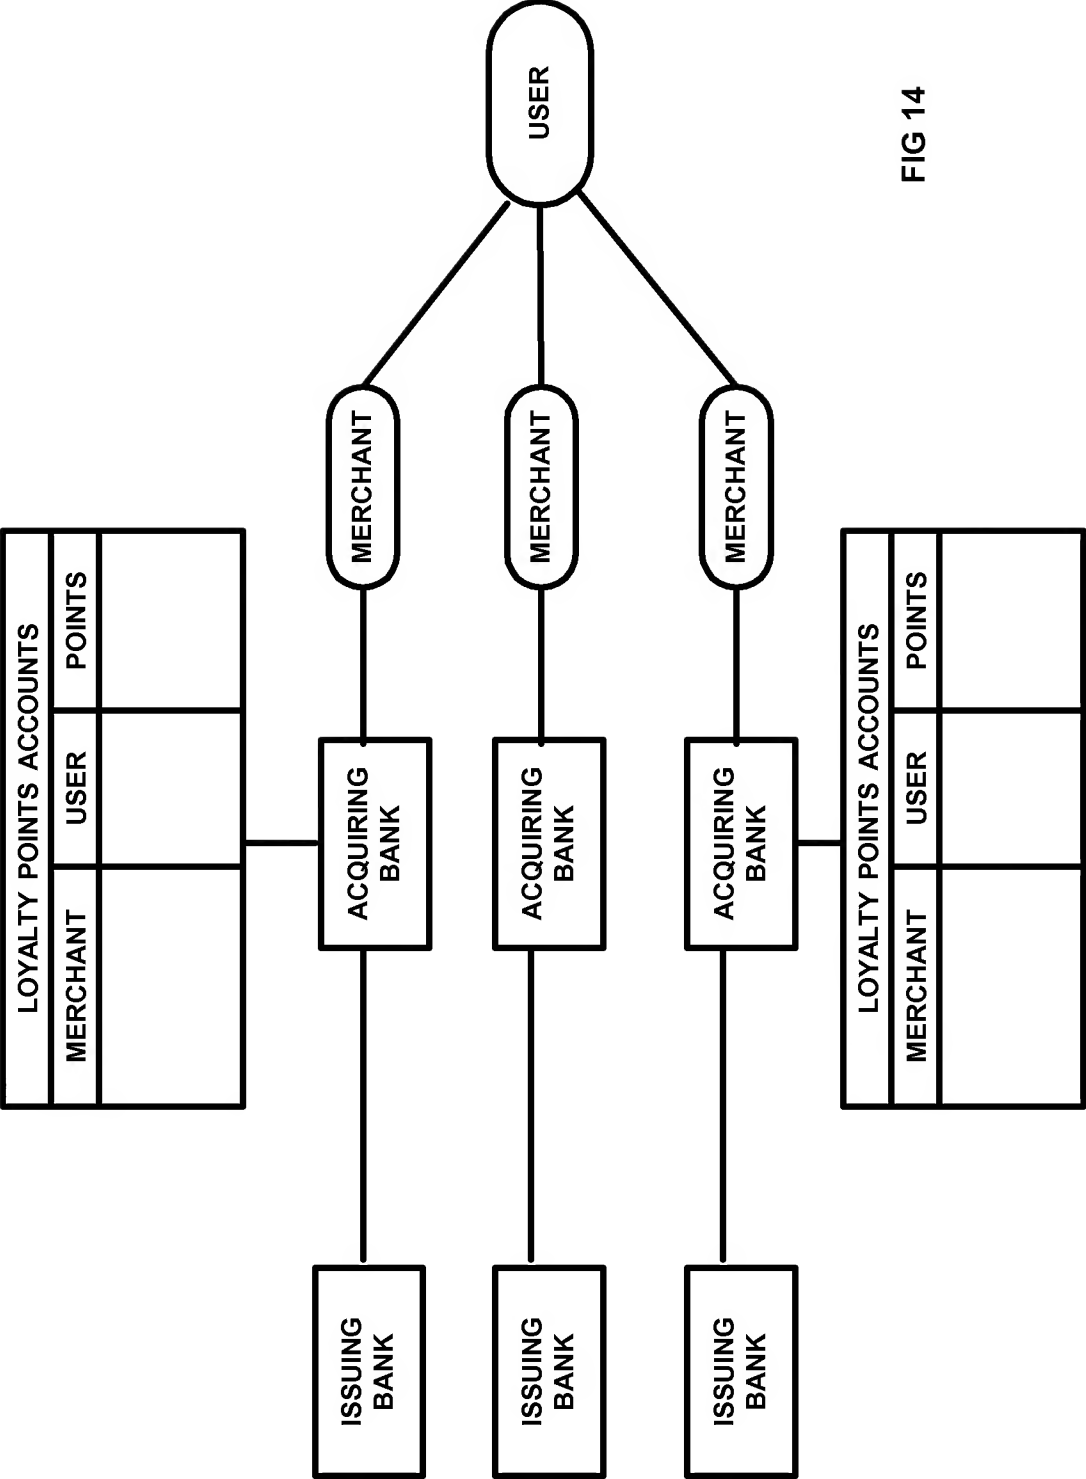 LOYALTY POINTS ACCOUNTS
MERCHANT USER POINTS
ISSUING
BANK
ACQUIRING
BANK
MERCHANT
ISSUING
BANK
ACQUIRING
BANK
MERCHANT
USER
ISSUING
BANK
ACQUIRING
BANK
MERCHANT
LOYALTY POINTS ACCOUNTS
MERCHANT USER POINTS
FIG 14